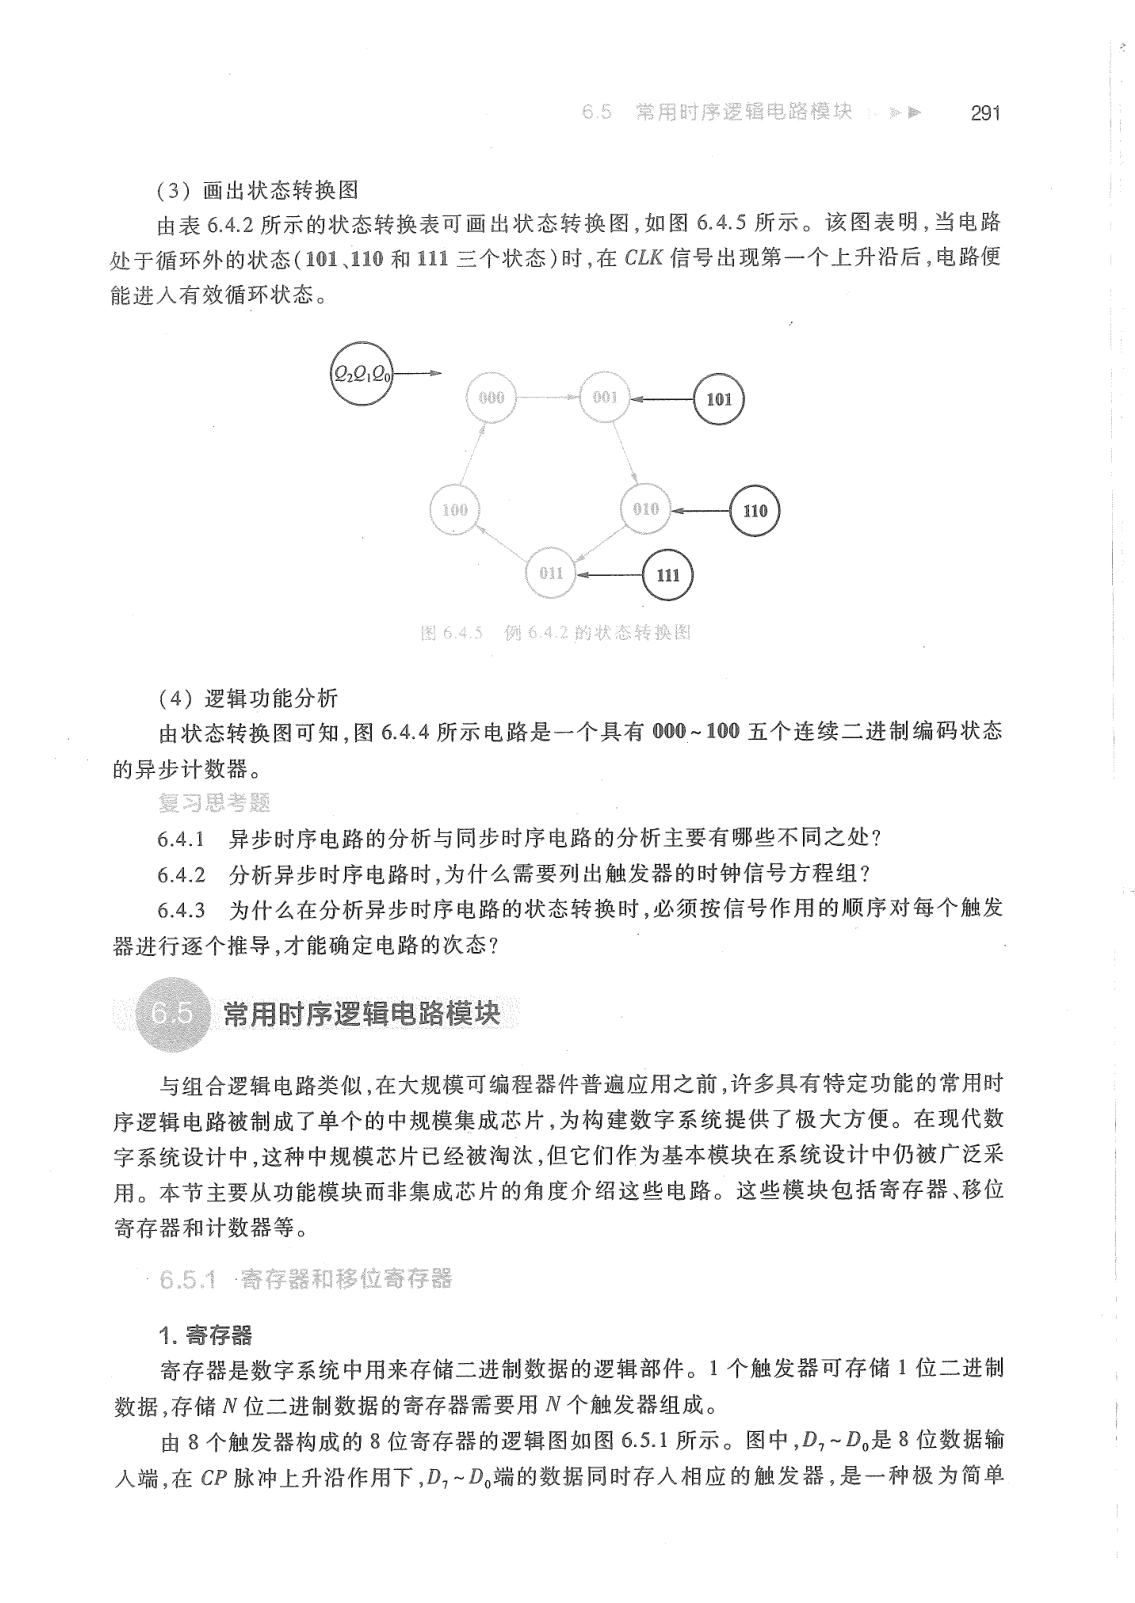 6.5 常用时序逻辑电路模块 291
(3) 画出状态转换图
由表 6.4.2 所示的状态转换表可画出状态转换图,如图 6.4.5 所示。该图表明,当电路
处于循环外的状态(101、110 和 111 三个状态)时,在 CLK 信号出现第一个上升沿后,电路便
能进入有效循环状态。
Q2Q1Q0
000 001 101
100 010 110
011 111
图 6.4.5 例 6.4.2 的状态转换图
(4) 逻辑功能分析
由状态转换图可知,图 6.4.4 所示电路是一个具有 000~100 五个连续二进制编码状态
的异步计数器。
复习思考题
6.4.1 异步时序电路的分析与同步时序电路的分析主要有哪些不同之处?
6.4.2 分析异步时序电路时,为什么需要列出触发器的时钟信号方程组?
6.4.3 为什么在分析异步时序电路的状态转换时,必须按信号作用的顺序对每个触发
器进行逐个推导,才能确定电路的次态?
6.5 常用时序逻辑电路模块
与组合逻辑电路类似,在大规模可编程器件普遍应用之前,许多具有特定功能的常用时
序逻辑电路被制成了单个的中规模集成芯片,为构建数字系统提供了极大方便。在现代数
字系统设计中,这种中规模芯片已经被淘汰,但它们作为基本模块在系统设计中仍被广泛采
用。本节主要从功能模块而非集成芯片的角度介绍这些电路。这些模块包括寄存器、移位
寄存器和计数器等。
6.5.1 寄存器和移位寄存器
1. 寄存器
寄存器是数字系统中用来存储二进制数据的逻辑部件。1 个触发器可存储 1 位二进制
数据,存储 N 位二进制数据的寄存器需要用 N 个触发器组成。
由 8 个触发器构成的 8 位寄存器的逻辑图如图 6.5.1 所示。图中,D7~D0是 8 位数据输
入端,在 CP 脉冲上升沿作用下,D7~D0端的数据同时存入相应的触发器,是一种极为简单